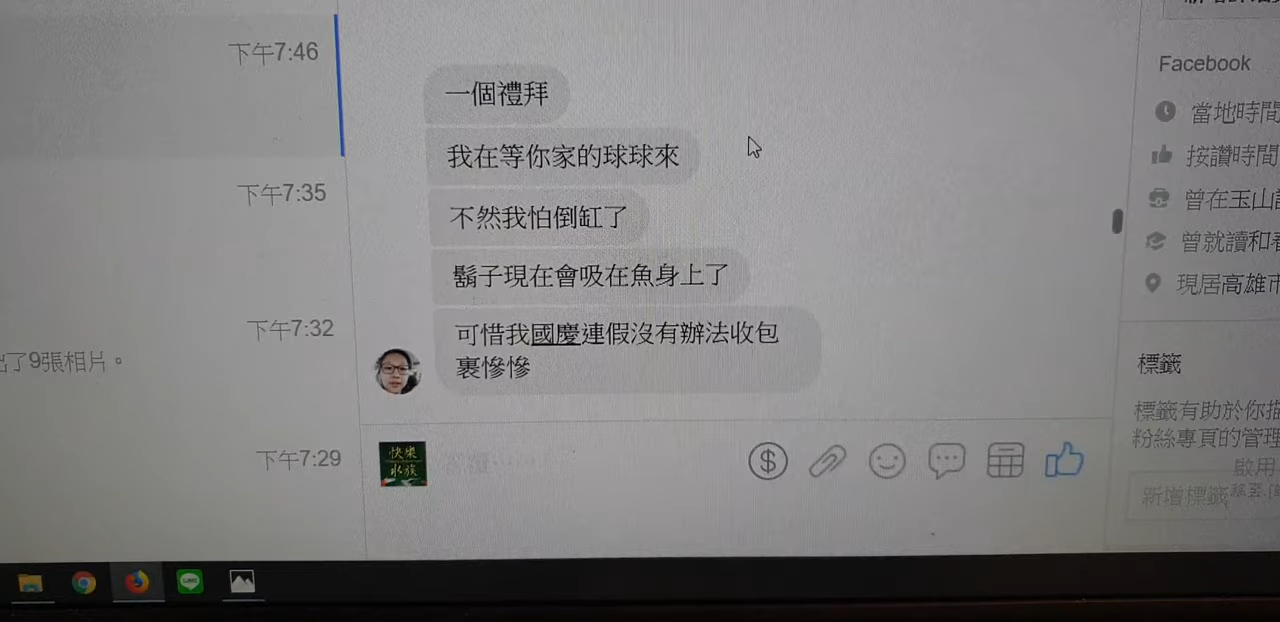 下午7:46
下午7:35
下午7:32
出了9張相片。
下午7:29
一個禮拜
我在等你家的球球來
不然我怕倒缸了
鬍子現在會吸在魚身上了
可惜我國慶連假沒有辦法收包
裹慘慘
快樂
水族
Facebook
當地時間
按讚時間
曾在玉山
曾就讀和春
現居高雄市
標籤
標籤有助於你
粉絲專頁的管理
啟用
新增標籤
LINE